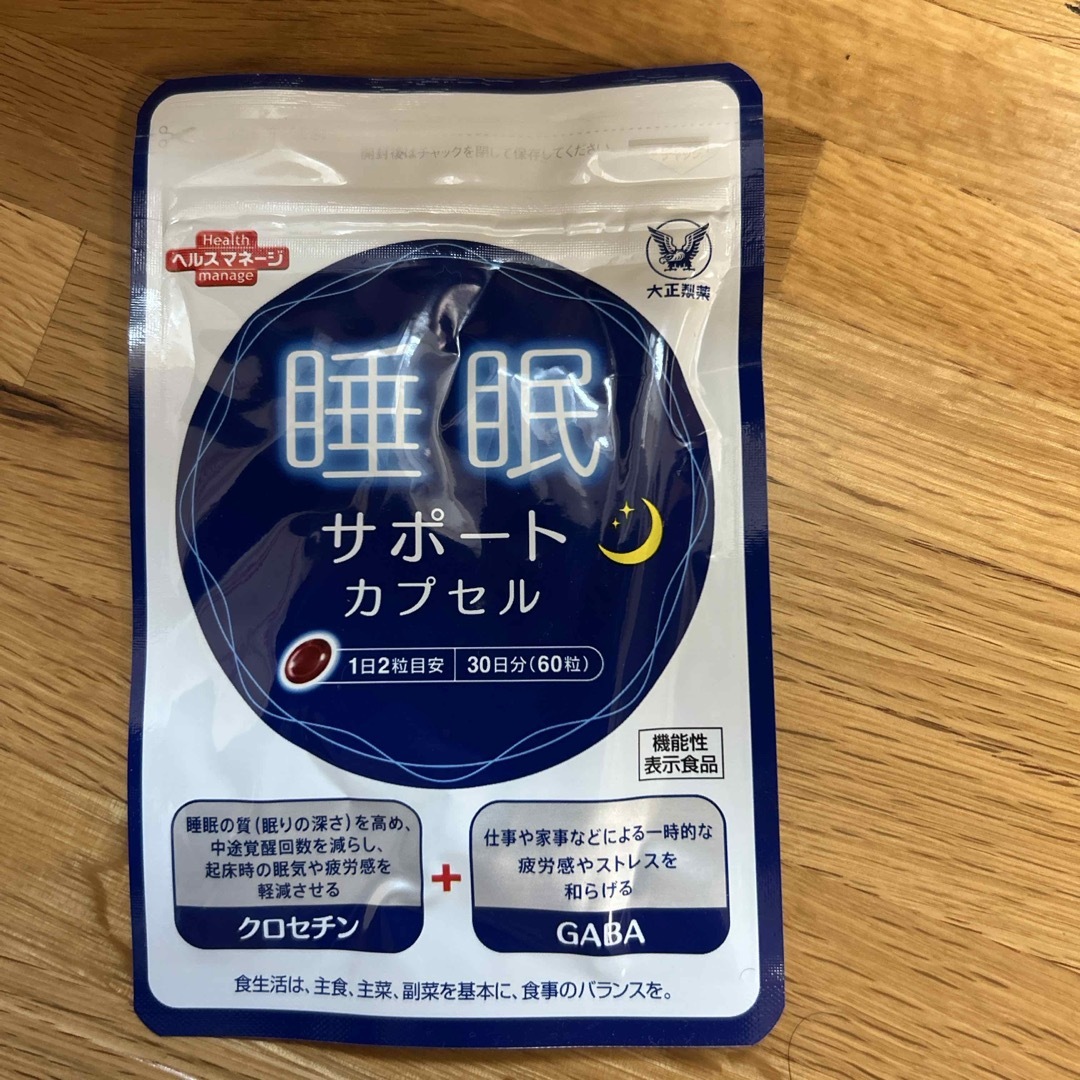 開封後はチャックを閉じて保存してください
Health
ヘルスマネージ
manage
大正製薬
睡眠
サポート
カプセル
1日2粒目安 30日分(60粒)
機能性
表示食品
睡眠の質(眠りの深さ)を高め、
中途覚醒回数を減らし、
起床時の眠気や疲労感を
軽減させる
クロセチン
+
仕事や家事などによる一時的な
疲労感やストレスを
和らげる
GABA
食生活は、主食、主菜、副菜を基本に、食事のバランスを。